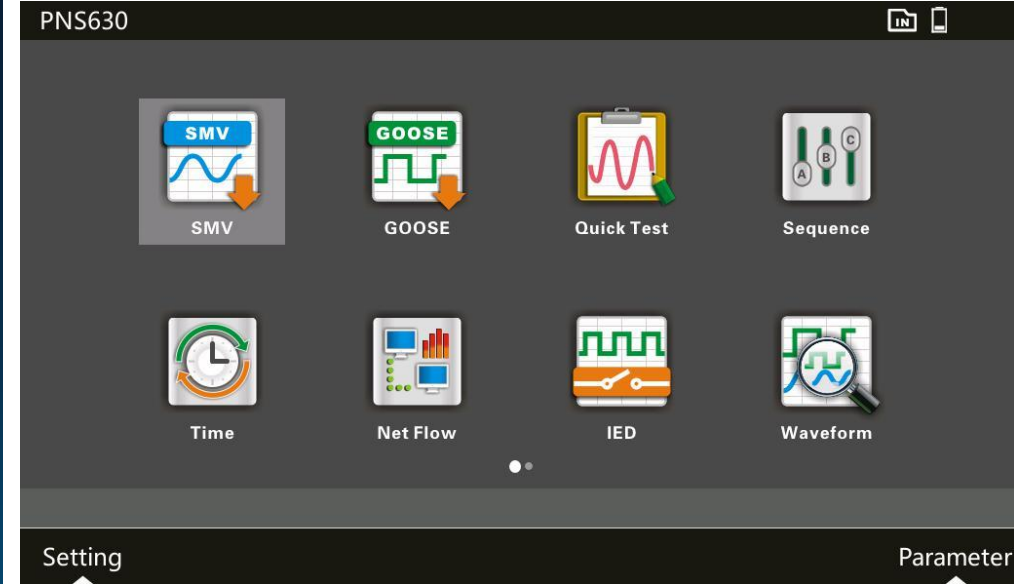 PNS630
IN
SMV
GOOSE
A
B
C
SMV
GOOSE
Quick Test
Sequence
Time
Net Flow
IED
Waveform
Setting
Parameter